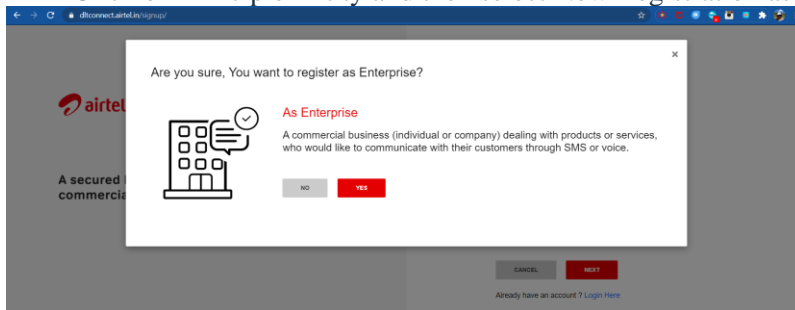 dltconnect.airtel.in/signup/
×
Are you sure, You want to register as Enterprise?
airtel
As Enterprise
A commercial business (individual or company) dealing with products or services,
who would like to communicate with their customers through SMS or voice.
A secured
commercia
NO YES
CANCEL NEXT
Already have an account ? Login Here